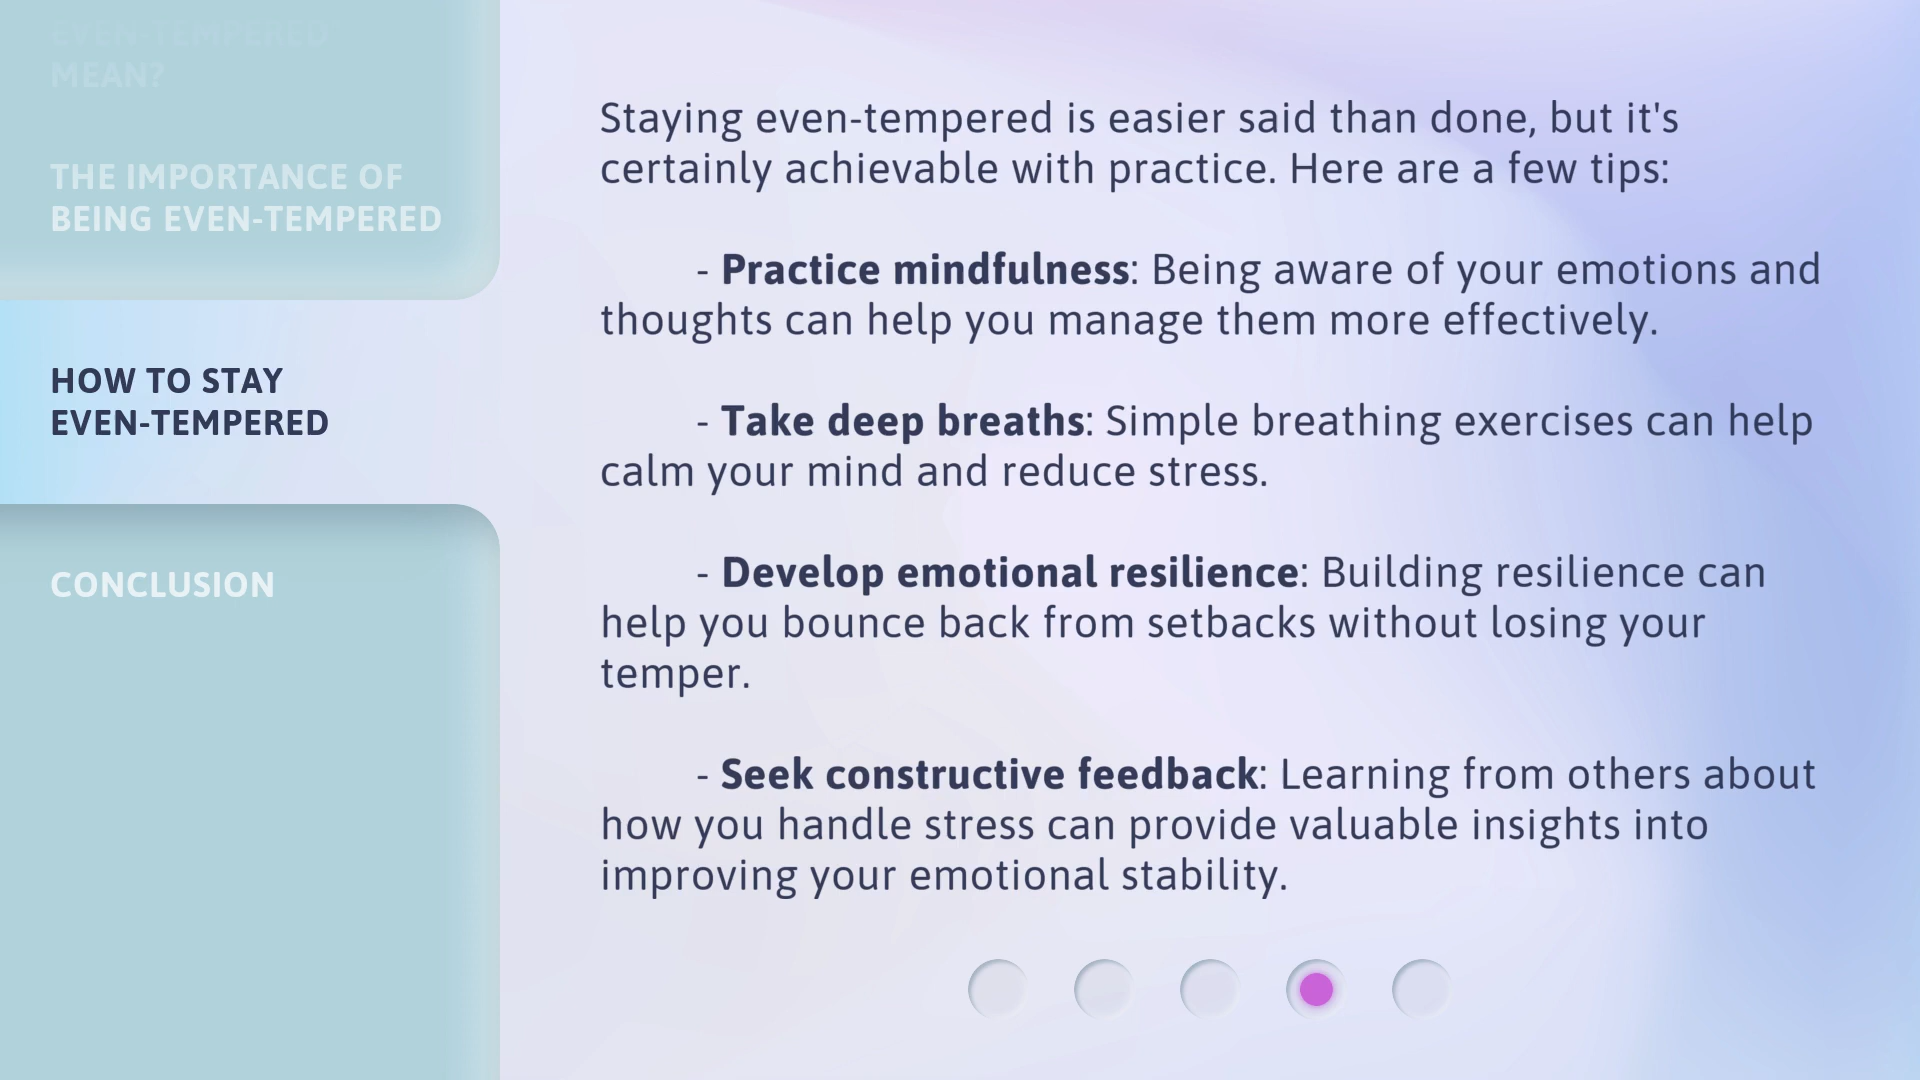 EVEN-TEMPERED
MEAN?
THE IMPORTANCE OF
BEING EVEN-TEMPERED
HOW TO STAY
EVEN-TEMPERED
CONCLUSION
Staying even-tempered is easier said than done, but it's
certainly achievable with practice. Here are a few tips:
- Practice mindfulness: Being aware of your emotions and
thoughts can help you manage them more effectively.
- Take deep breaths: Simple breathing exercises can help
calm your mind and reduce stress.
- Develop emotional resilience: Building resilience can
help you bounce back from setbacks without losing your
temper.
- Seek constructive feedback: Learning from others about
how you handle stress can provide valuable insights into
improving your emotional stability.